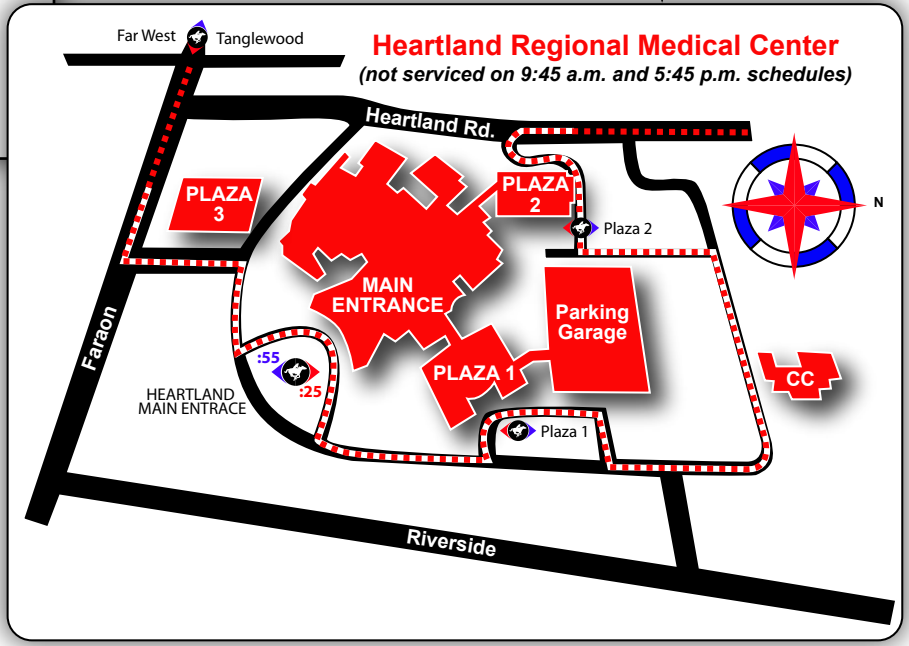 Far West
Tanglewood
Heartland Regional Medical Center
(not serviced on 9:45 a.m. and 5:45 p.m. schedules)
Heartland Rd.
PLAZA
3
PLAZA
2
N
Plaza 2
MAIN
ENTRANCE
Parking
Garage
Faraon
:55
:25
PLAZA 1
CC
HEARTLAND
MAIN ENTRACE
Plaza 1
Riverside